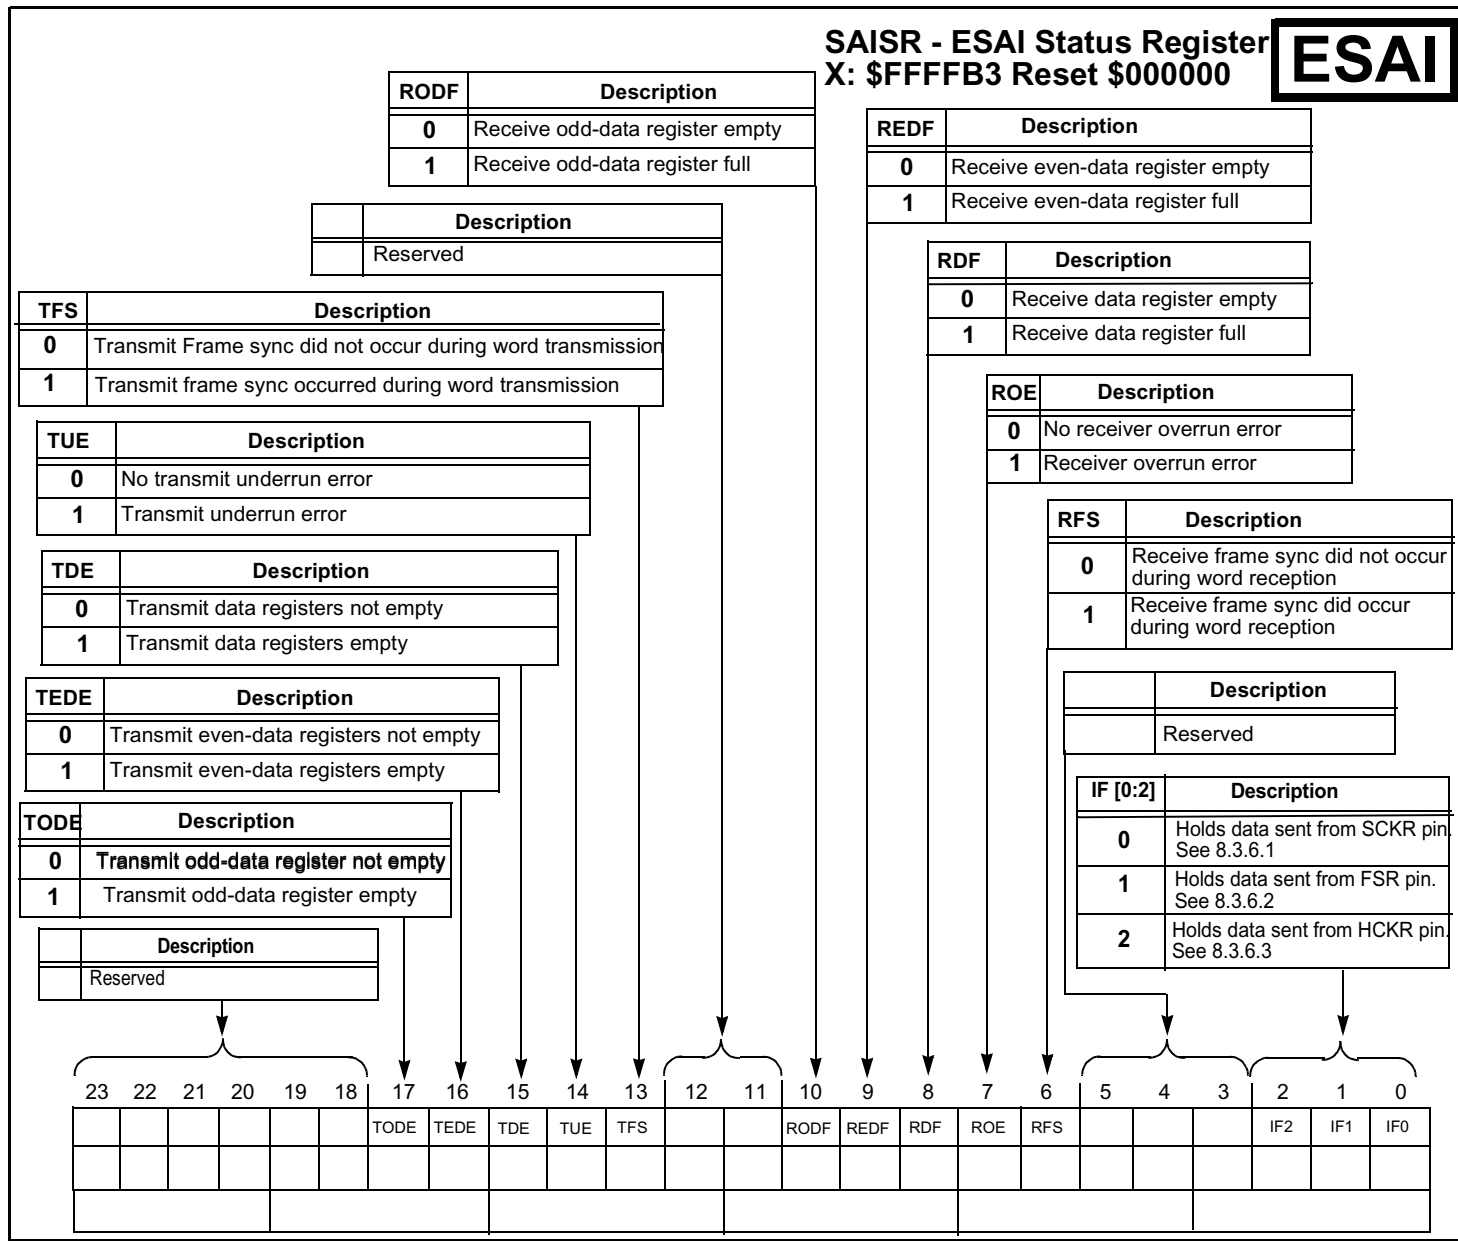 SAISR - ESAI Status Register
X: $FFFFB3 Reset $000000
ESAI
RODF Description
0 Receive odd-data register empty
1 Receive odd-data register full
REDF Description
0 Receive even-data register empty
1 Receive even-data register full
Description
Reserved
RDF Description
0 Receive data register empty
1 Receive data register full
TFS Description
0 Transmit Frame sync did not occur during word transmission
1 Transmit frame sync occurred during word transmission
ROE Description
0 No receiver overrun error
1 Receiver overrun error
TUE Description
0 No transmit underrun error
1 Transmit underrun error
RFS Description
0 Receive frame sync did not occur
during word reception
1 Receive frame sync did occur
during word reception
TDE Description
0 Transmit data registers not empty
1 Transmit data registers empty
Description
Reserved
TEDE Description
0 Transmit even-data registers not empty
1 Transmit even-data registers empty
IF [0:2] Description
0 Holds data sent from SCKR pin.
See 8.3.6.1
1 Holds data sent from FSR pin.
See 8.3.6.2
2 Holds data sent from HCKR pin.
See 8.3.6.3
TODE Description
0 Transmit odd-data register not empty
1 Transmit odd-data register empty
Description
Reserved
23 22 21 20 19 18 17 16 15 14 13 12 11 10 9 8 7 6 5 4 3 2 1 0
TODE TEDE TDE TUE TFS RODF REDF RDF ROE RFS IF2 IF1 IF0